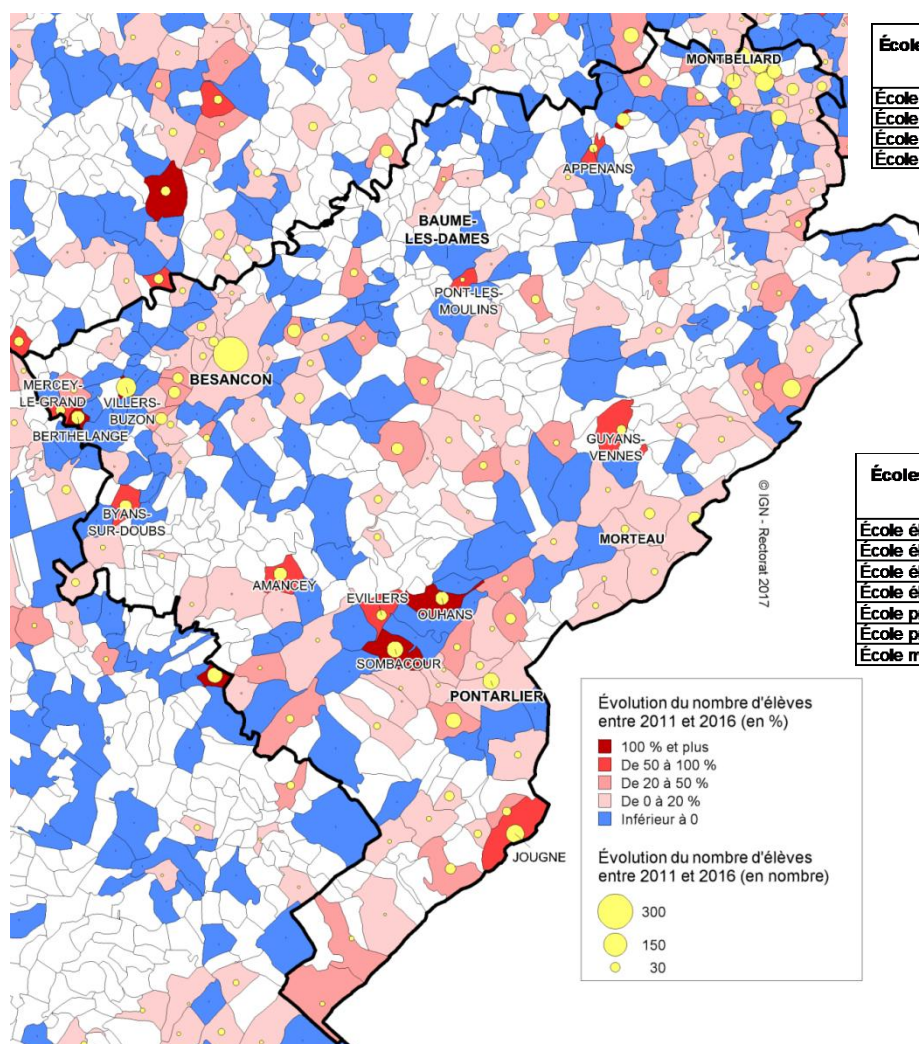 MONTBELIARD
École
École
École
École
APPENANS
BAUME-
LES-DAMES
PONT-LES-
MOULINS
BESANCON
MERCEY-
LE-GRAND
VILLERS-
BUZON
BERTHELANGE
GUYANS-
VENNES
© IGN - Rectorat 2017
Écoles
BYANS-
SUR-DOUBS
MORTEAU
AMANCEY
EVILLERS
OUHANS
SOMBACOUR
PONTARLIER
École é
École é
École é
École é
École p
École p
École m
Évolution du nombre d'élèves
entre 2011 et 2016 (en %)
100 % et plus
De 50 à 100 %
De 20 à 50 %
De 0 à 20 %
Inférieur à 0
JOUGNE
Évolution du nombre d'élèves
entre 2011 et 2016 (en nombre)
300
150
30